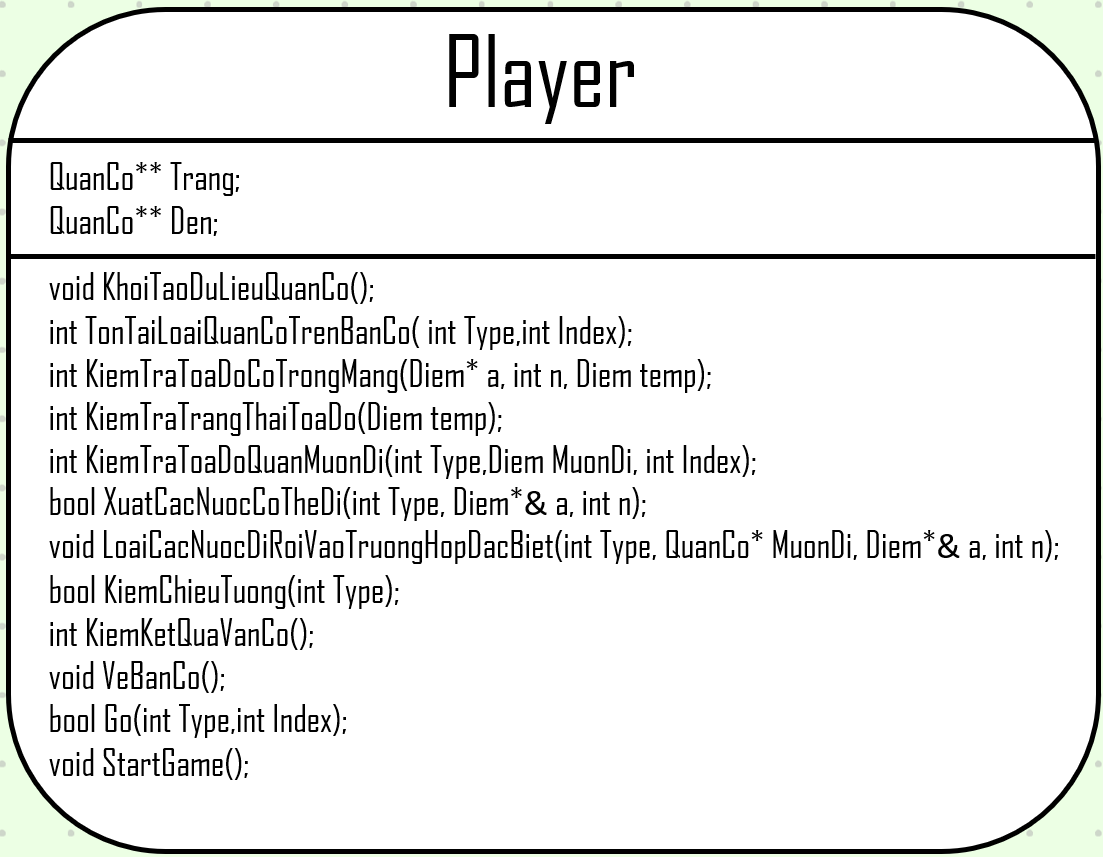 Player
QuanCo** Trang;
QuanCo** Den;
void KhoiTaoDuLieuQuanCo();
int TonTaiLoaiQuanCoTrenBanCo( int Type,int Index);
int KiemTraToaDoCoTrongMang(Diem* a, int n, Diem temp);
int KiemTraTrangThaiToaDo(Diem temp);
int KiemTraToaDoQuanMuonDi(int Type,Diem MuonDi, int Index);
bool XuatCacNuocCoTheDi(int Type, Diem*& a, int n);
void LoaiCacNuocDiRoiVaoTruongHopDacBiet(int Type, QuanCo* MuonDi, Diem*& a, int n);
bool KiemChieuTuong(int Type);
int KiemKetQuaVanCo();
void VeBanCo();
bool Go(int Type,int Index);
void StartGame();